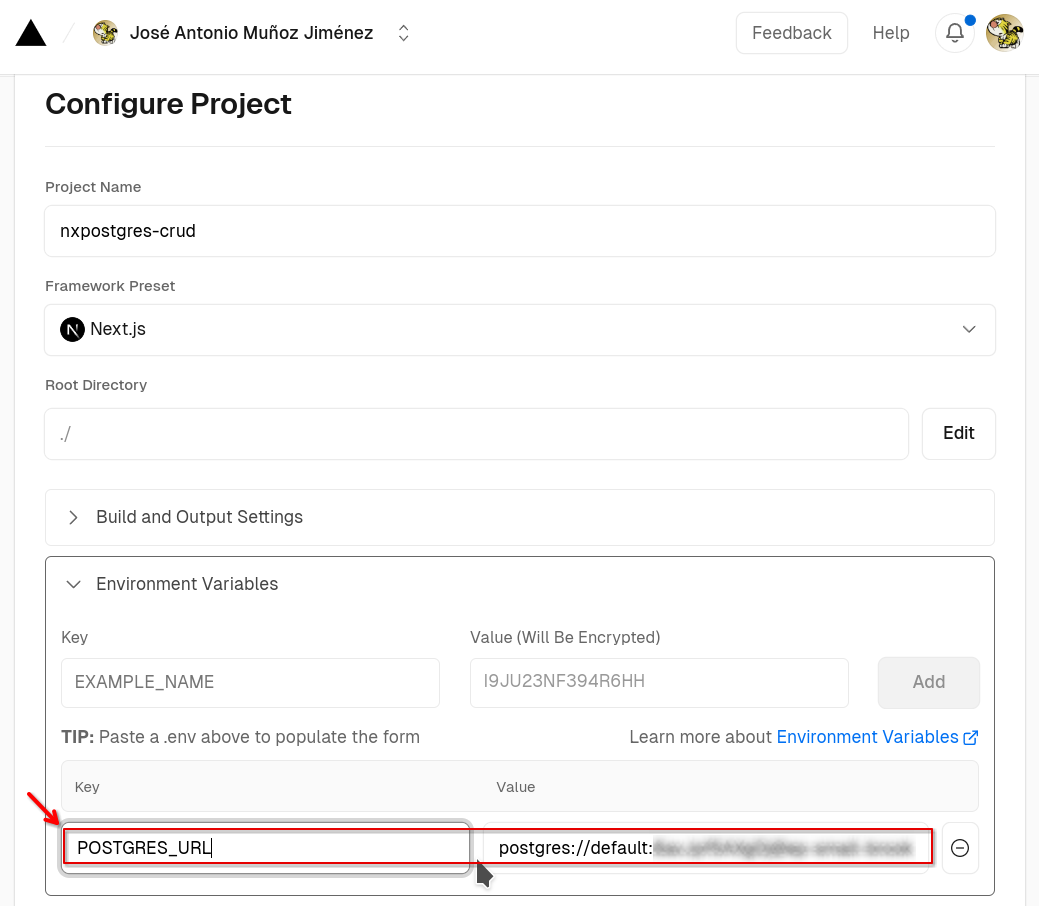 José Antonio Muñoz Jiménez Feedback Help
Configure Project
Project Name
nxpostgres-crud
Framework Preset
N Next.js
Root Directory
./ Edit
Build and Output Settings
Environment Variables
Key Value (Will Be Encrypted)
EXAMPLE_NAME I9JU23NF394R6HH Add
TIP: Paste a .env above to populate the form Learn more about Environment Variables
Key Value
POSTGRES_URL postgres://default: